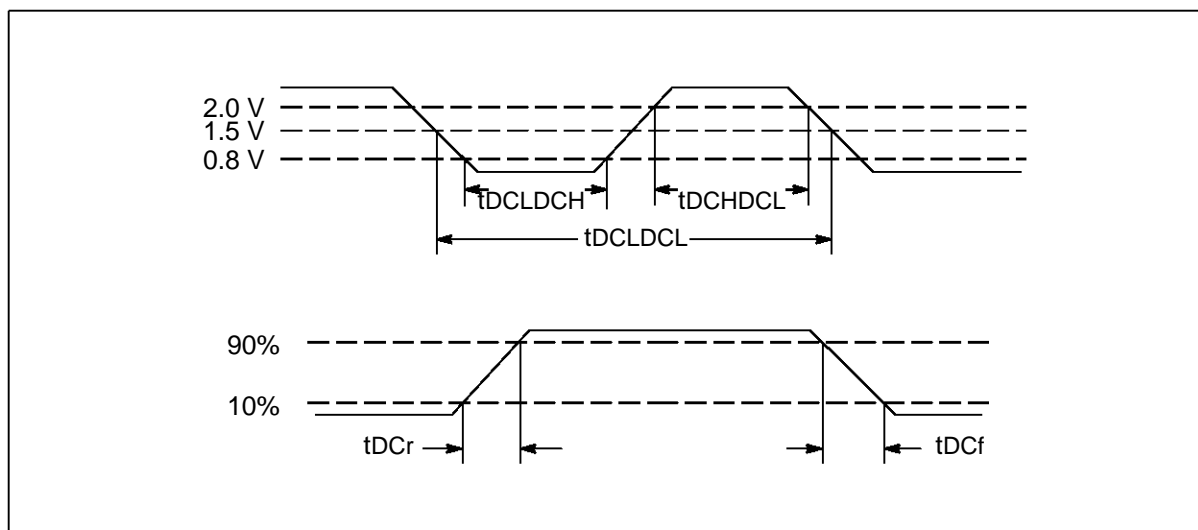 2.0 V
1.5 V
0.8 V
tDCLDCH
tDCHDCL
tDCLDCL
90%
10%
tDCr
tDCf